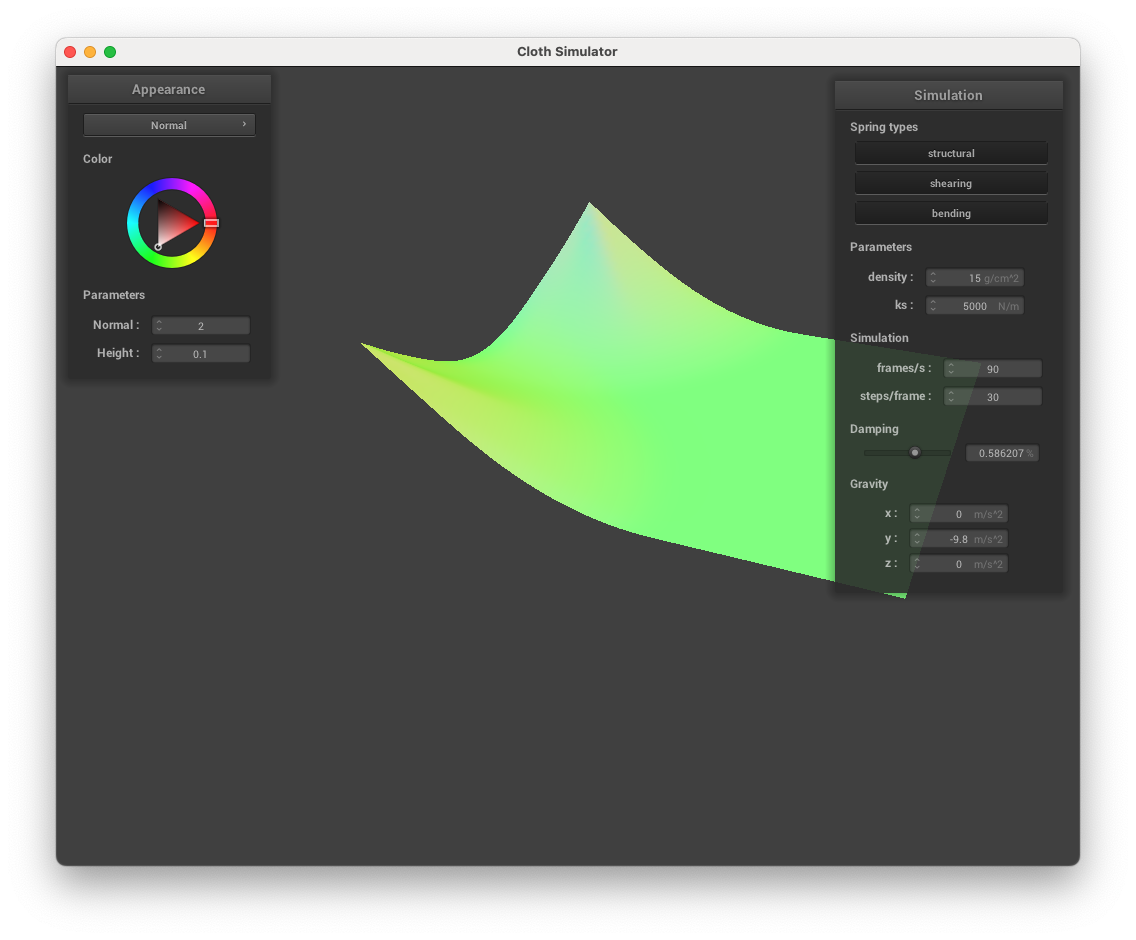 Cloth Simulator
Appearance
Normal
Color
Parameters
Normal : 2
Height : 0.1
Simulation
Spring types
structural
shearing
bending
Parameters
density : 15 g/cm^2
ks : 5000 N/m
Simulation
frames/s : 90
steps/frame : 30
Damping
0.586207 %
Gravity
x : 0 m/s^2
y : -9.8 m/s^2
z : 0 m/s^2